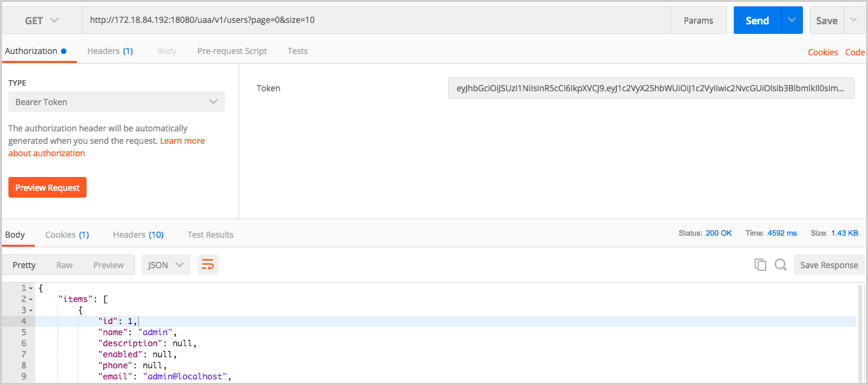 GET http://172.18.84.192:18080/uaa/v1/users?page=0&size=10 Params Send Save
Authorization Headers (1) Body Pre-request Script Tests Cookies Code
TYPE
Bearer Token
The authorization header will be automatically
generated when you send the request. Learn more
about authorization
Preview Request
Token
Body Cookies (1) Headers (10) Test Results Status: 200 OK Time: 4592 ms Size: 1.43 KB
Pretty Raw Preview JSON Save Response
1 {
2 "items": [
3 {
4 "id": 1,
5 "name": "admin",
6 "description": null,
7 "enabled": null,
8 "phone": null,
9 "email": "admin@localhost",